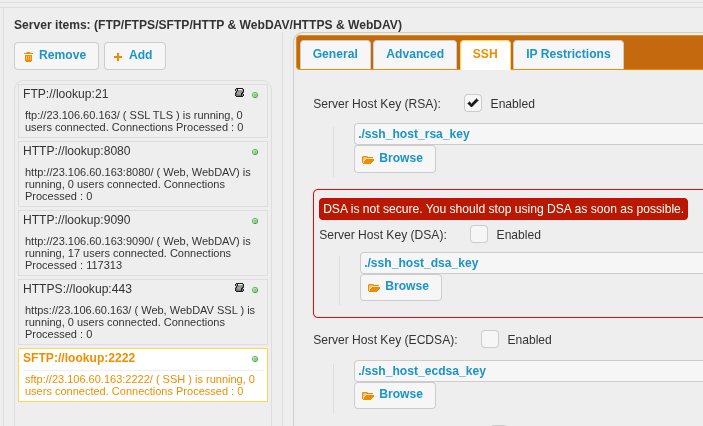 Server items: (FTP/FTPS/SFTP/HTTP & WebDAV/HTTPS & WebDAV)
Remove
Add
FTP://lookup:21
ftp://23.106.60.163/ ( SSL TLS ) is running, 0
users connected. Connections Processed : 0
HTTP://lookup:8080
http://23.106.60.163:8080/ ( Web, WebDAV) is
running, 0 users connected. Connections
Processed : 0
HTTP://lookup:9090
http://23.106.60.163:9090/ ( Web, WebDAV) is
running, 17 users connected. Connections
Processed : 117313
HTTPS://lookup:443
https://23.106.60.163/ ( Web, WebDAV SSL ) is
running, 0 users connected. Connections
Processed : 0
SFTP://lookup:2222
sftp://23.106.60.163:2222/ ( SSH ) is running, 0
users connected. Connections Processed : 0
General
Advanced
SSH
IP Restrictions
Server Host Key (RSA): Enabled
./ssh_host_rsa_key
Browse
DSA is not secure. You should stop using DSA as soon as possible.
Server Host Key (DSA): Enabled
./ssh_host_dsa_key
Browse
Server Host Key (ECDSA): Enabled
./ssh_host_ecdsa_key
Browse